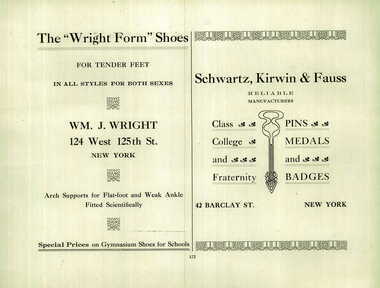 The "Wright Form" Shoes
FOR TENDER FEET
IN ALL STYLES FOR BOTH SEXES
WM. J. WRIGHT
124 West 125th St.
NEW YORK
Arch Supports for Flat-foot and Weak Ankle
Fitted Scientifically
Special Prices on Gymnasium Shoes for Schools
Schwartz, Kirwin & Fauss
RELIABLE
MANUFACTURERS
Class PINS
College MEDALS
and and
Fraternity BADGES
42 BARCLAY ST. NEW YORK